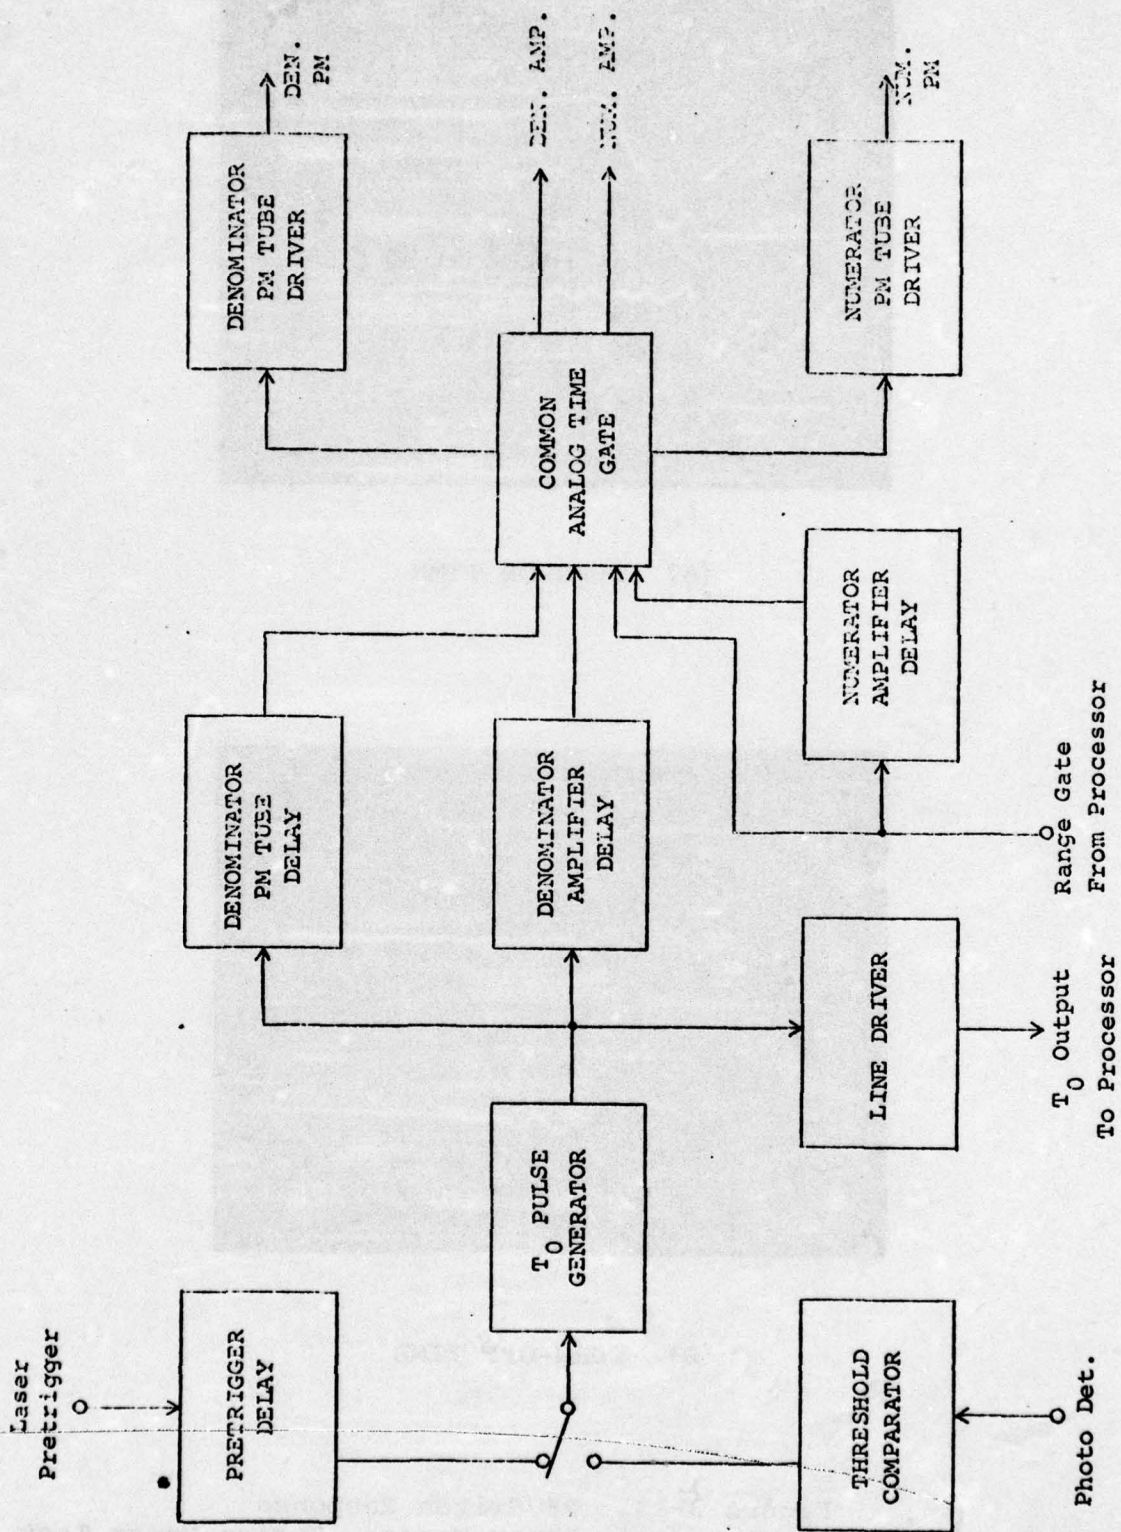 Laser
Pretrigger
PRETRIGGER
DELAY
THRESHOLD
COMPARATOR
Photo Det.
T0 PULSE
GENERATOR
DENOMINATOR
PM TUBE
DELAY
DENOMINATOR
AMPLIFIER
DELAY
LINE DRIVER
T0 Output
To Processor
Range Gate
From Processor
NUMERATOR
AMPLIFIER
DELAY
COMMON
ANALOG TIME
GATE
DENOMINATOR
PM TUBE
DRIVER
DEN.
PM
DEN. AMP.
NUM. AMP.
NUMERATOR
PM TUBE
DRIVER
NUM.
PM